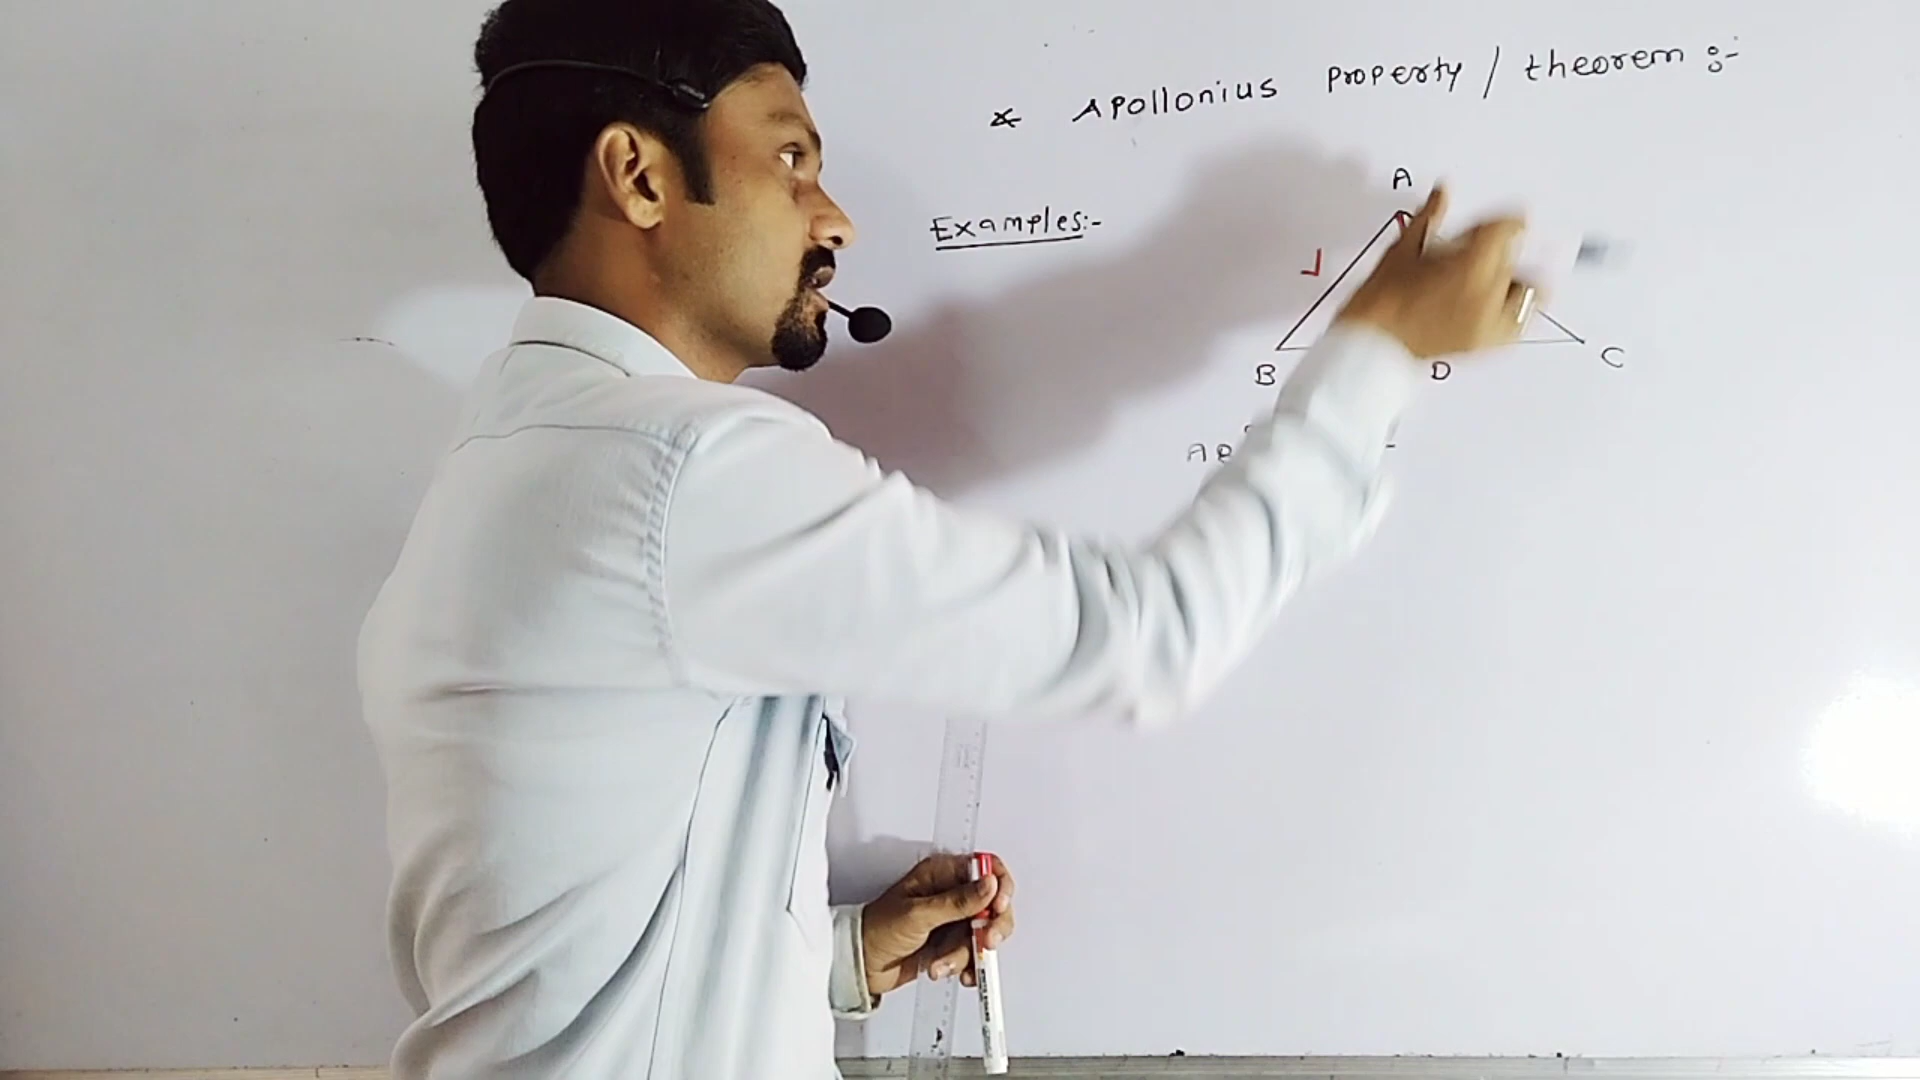 * Apollonius Property / theorem :-
Examples:-
A
B
D
C